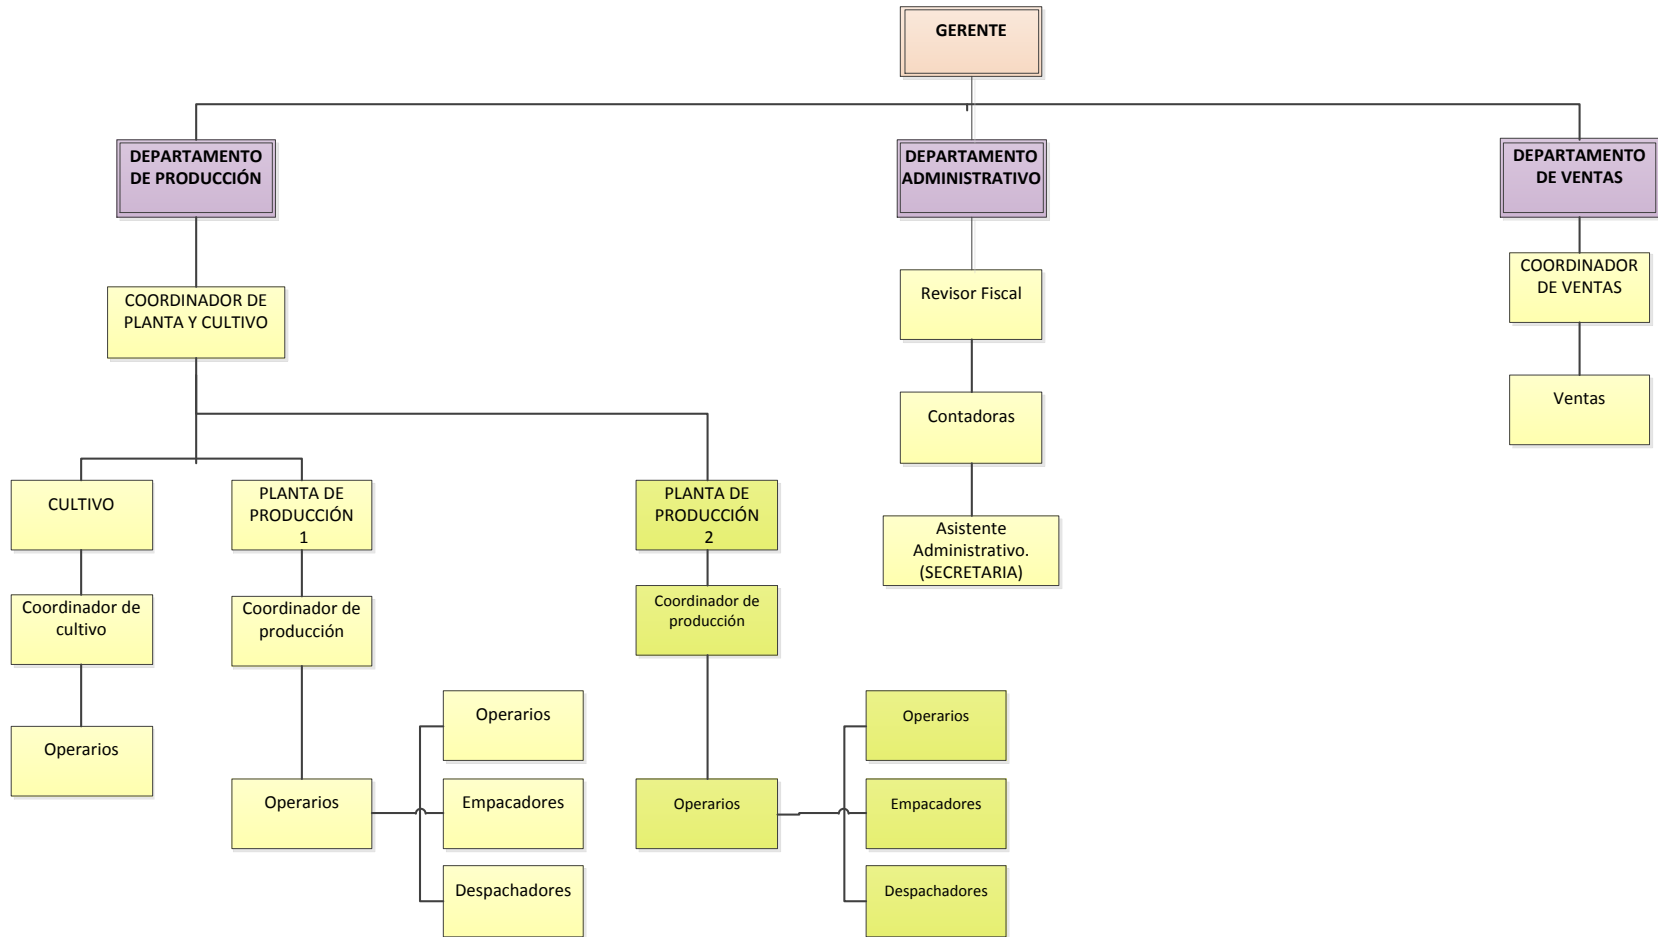 GERENTE
DEPARTAMENTO
DE PRODUCCIÓN
DEPARTAMENTO
ADMINISTRATIVO
DEPARTAMENTO
DE VENTAS
COORDINADOR DE
PLANTA Y CULTIVO
Revisor Fiscal
COORDINADOR
DE VENTAS
Contadoras
Ventas
CULTIVO
PLANTA DE
PRODUCCIÓN
1
PLANTA DE
PRODUCCIÓN
2
Asistente
Administrativo.
(SECRETARIA)
Coordinador de
cultivo
Coordinador de
producción
Coordinador de
producción
Operarios
Operarios
Operarios
Empacadores
Despachadores
Operarios
Operarios
Empacadores
Despachadores